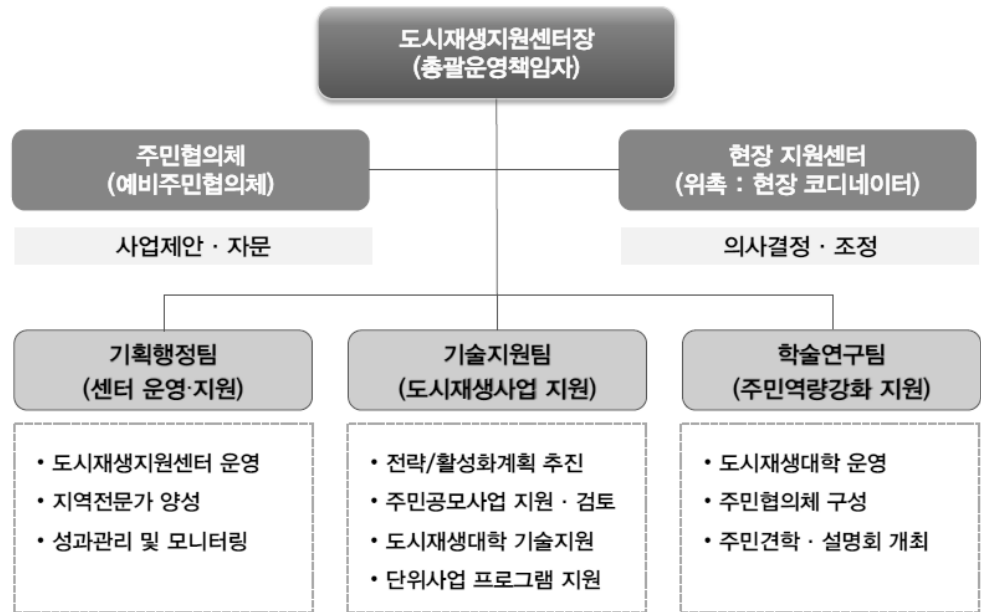 도시재생지원센터장
(총괄운영책임자)
주민협의체
(예비주민협의체)
현장 지원센터
(위촉 : 현장 코디네이터)
사업제안 · 자문
의사결정 · 조정
기획행정팀
(센터 운영·지원)
기술지원팀
(도시재생사업 지원)
학술연구팀
(주민역량강화 지원)
• 도시재생지원센터 운영
• 지역전문가 양성
• 성과관리 및 모니터링
• 전략/활성화계획 추진
• 주민공모사업 지원 · 검토
• 도시재생대학 기술지원
• 단위사업 프로그램 지원
• 도시재생대학 운영
• 주민협의체 구성
• 주민견학 · 설명회 개최